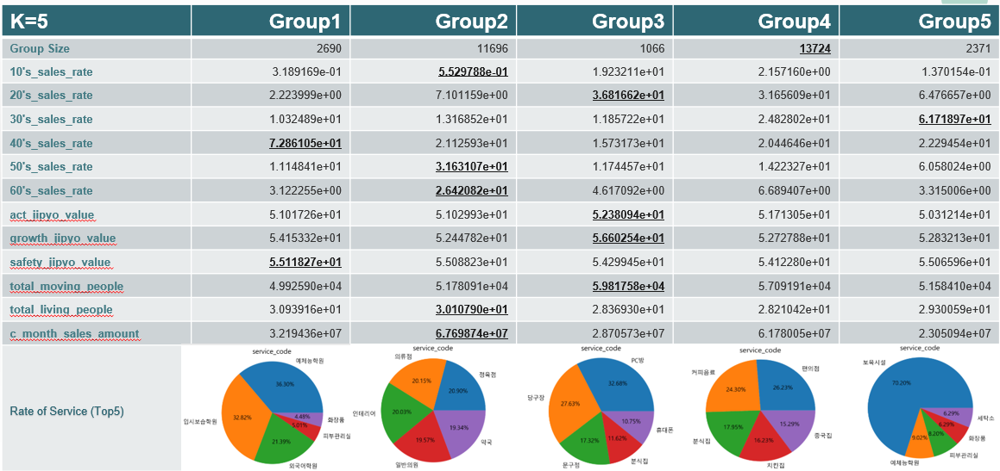 K=5 Group1 Group2 Group3 Group4 Group5
Group Size 2690 11696 1066 13724 2371
10's_sales_rate 3.189169e-01 5.529788e-01 1.923211e+01 2.157160e+00 1.370154e-01
20's_sales_rate 2.223999e+00 7.101159e+00 3.681662e+01 3.165609e+01 6.476657e+00
30's_sales_rate 1.032489e+01 1.316852e+01 1.185722e+01 2.482802e+01 6.171897e+01
40's_sales_rate 7.286105e+01 2.112593e+01 1.573173e+01 2.044646e+01 2.229454e+01
50's_sales_rate 1.114841e+01 3.163107e+01 1.174457e+01 1.422327e+01 6.058024e+00
60's_sales_rate 3.122255e+00 2.642082e+01 4.617092e+00 6.689407e+00 3.315006e+00
act_jipyo_value 5.101726e+01 5.102993e+01 5.238094e+01 5.171305e+01 5.031214e+01
growth_jipyo_value 5.415332e+01 5.244782e+01 5.660254e+01 5.272788e+01 5.283213e+01
safety_jipyo_value 5.511827e+01 5.508823e+01 5.429945e+01 5.412280e+01 5.506596e+01
total_moving_people 4.992590e+04 5.178091e+04 5.981758e+04 5.709191e+04 5.158410e+04
total_living_people 3.093916e+01 3.010790e+01 2.836930e+01 2.821042e+01 2.930059e+01
c_month_sales_amount 3.219436e+07 6.769874e+07 2.870573e+07 6.178005e+07 2.305094e+07
Rate of Service (Top5)
service_code
예체능학원
36.30%
입시보습학원
32.82%
외국어학원
21.39%
피부관리실
5.01%
화장품
4.48%
service_code
정육점
20.90%
의류점
20.15%
인테리어
20.03%
일반의원
19.57%
약국
19.34%
service_code
PC방
32.68%
당구장
27.63%
문구점
17.32%
분식집
11.62%
휴대폰
10.75%
service_code
편의점
26.23%
커피음료
24.30%
분식집
17.95%
치킨집
16.23%
중국집
15.29%
service_code
보육시설
70.20%
예체능학원
9.02%
피부관리실
8.20%
화장품
6.29%
세탁소
6.29%